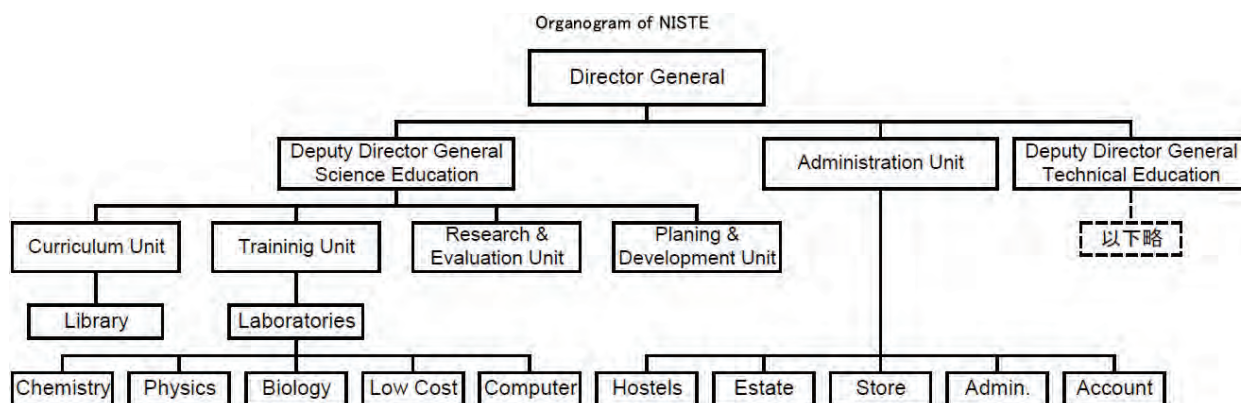 Organogram of NISTE
Director General
Deputy Director General
Science Education
Administration Unit
Deputy Director General
Technical Education
Curriculum Unit
Traininig Unit
Research &
Evaluation Unit
Planing &
Development Unit
以下略
Library
Laboratories
Chemistry
Physics
Biology
Low Cost
Computer
Hostels
Estate
Store
Admin.
Account